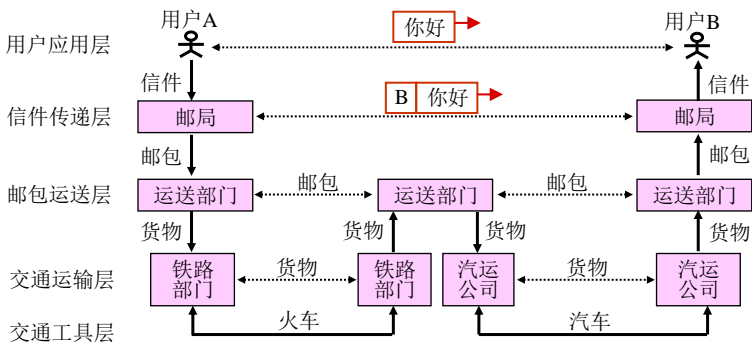 用户A
用户B
用户应用层
你好
信件
信件
信件传递层
邮局
B 你好
邮局
邮包
邮包
邮包运送层
运送部门
邮包
运送部门
邮包
运送部门
货物
货物
货物
货物
交通运输层
铁路部门
货物
铁路部门
汽运公司
货物
汽运公司
交通工具层
火车
汽车